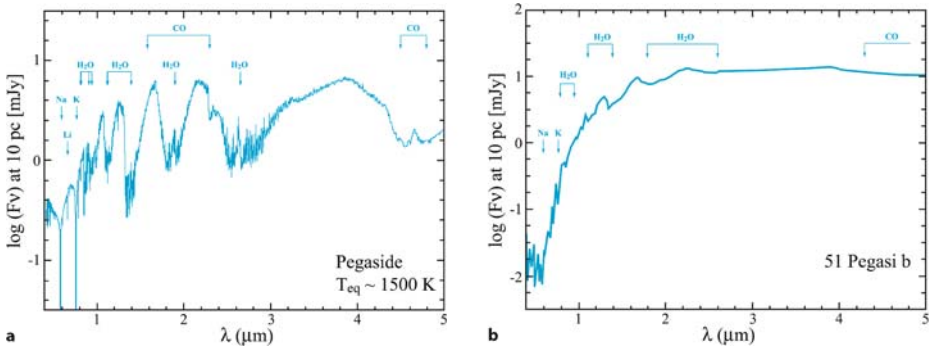 CO
H₂O H₂O H₂O H₂O
Na K
Li
log (Fν) at 10 pc [mJy]
1
0
-1
Pegaside
T_eq ~ 1500 K
1 2 3 4 5
λ (μm)
a
2
H₂O H₂O CO
H₂O
1
Na K
log (Fν) at 10 pc [mJy]
0
-1
-2
51 Pegasi b
1 2 3 4 5
λ (μm)
b